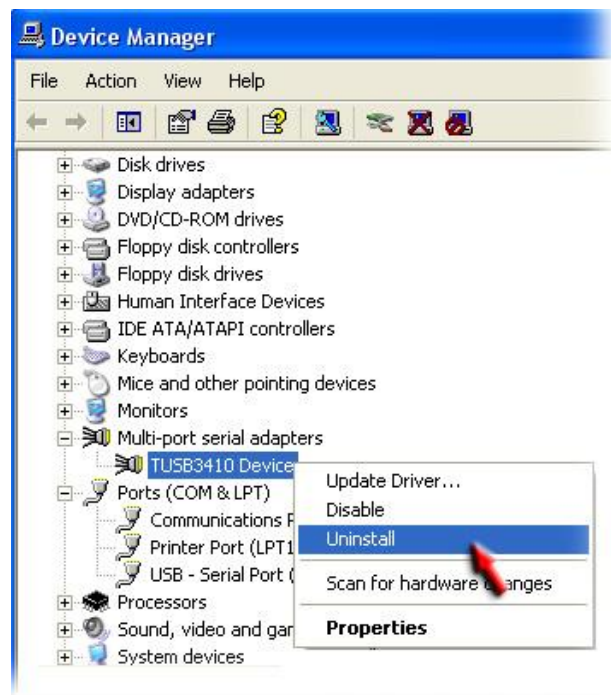 Device Manager
File Action View Help
Disk drives
Display adapters
DVD/CD-ROM drives
Floppy disk controllers
Floppy disk drives
Human Interface Devices
IDE ATA/ATAPI controllers
Keyboards
Mice and other pointing devices
Monitors
Multi-port serial adapters
TUSB3410 Device
Ports (COM & LPT)
Communications P
Printer Port (LPT1
USB - Serial Port (
Processors
Sound, video and gam
System devices
Update Driver...
Disable
Uninstall
Scan for hardware changes
Properties